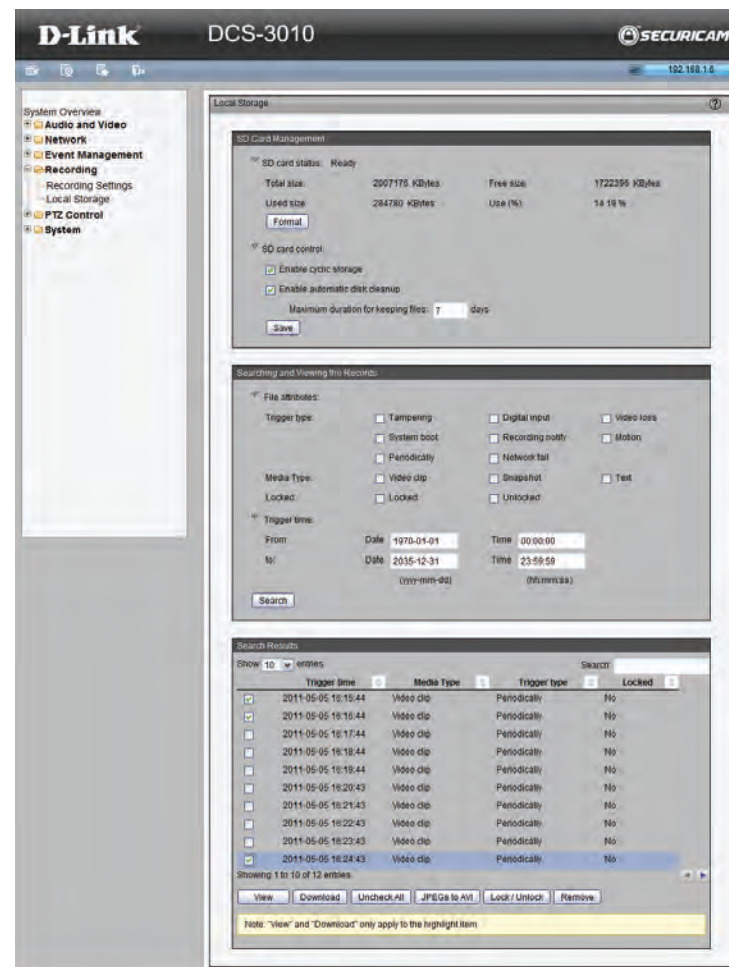 D-Link
DCS-3010
SECURICAM
192.168.1.6
System Overview
Audio and Video
Network
Event Management
Recording
Recording Settings
Local Storage
PTZ Control
System
Local Storage
SD Card Management
SD card status: Ready
Total size: 2007176 KBytes Free size: 1722396 KBytes
Used size: 284780 KBytes Use (%): 14.19 %
Format
SD card control:
Enable cyclic storage
Enable automatic disk cleanup
Maximum duration for keeping files: 7 days
Save
Searching and Viewing the Records
File attributes:
Trigger type: Tampering Digital input Video loss
System boot Recording notify Motion
Periodically Network fail
Media Type: Video clip Snapshot Text
Locked: Locked Unlocked
Trigger time:
From: Date 1970-01-01 Time 00:00:00
to: Date 2035-12-31 Time 23:59:59
(yyyy-mm-dd) (hh:mm:ss)
Search
Search Results
Show 10 entries Search:
Trigger time Media Type Trigger type Locked
2011-05-05 16:15:44 Video clip Periodically No
2011-05-05 16:16:44 Video clip Periodically No
2011-05-05 16:17:44 Video clip Periodically No
2011-05-05 16:18:44 Video clip Periodically No
2011-05-05 16:19:44 Video clip Periodically No
2011-05-05 16:20:43 Video clip Periodically No
2011-05-05 16:21:43 Video clip Periodically No
2011-05-05 16:22:43 Video clip Periodically No
2011-05-05 16:23:43 Video clip Periodically No
2011-05-05 16:24:43 Video clip Periodically No
Showing 1 to 10 of 12 entries
View Download Uncheck All JPEGs to AVI Lock / Unlock Remove
Note: "View" and "Download" only apply to the highlight item